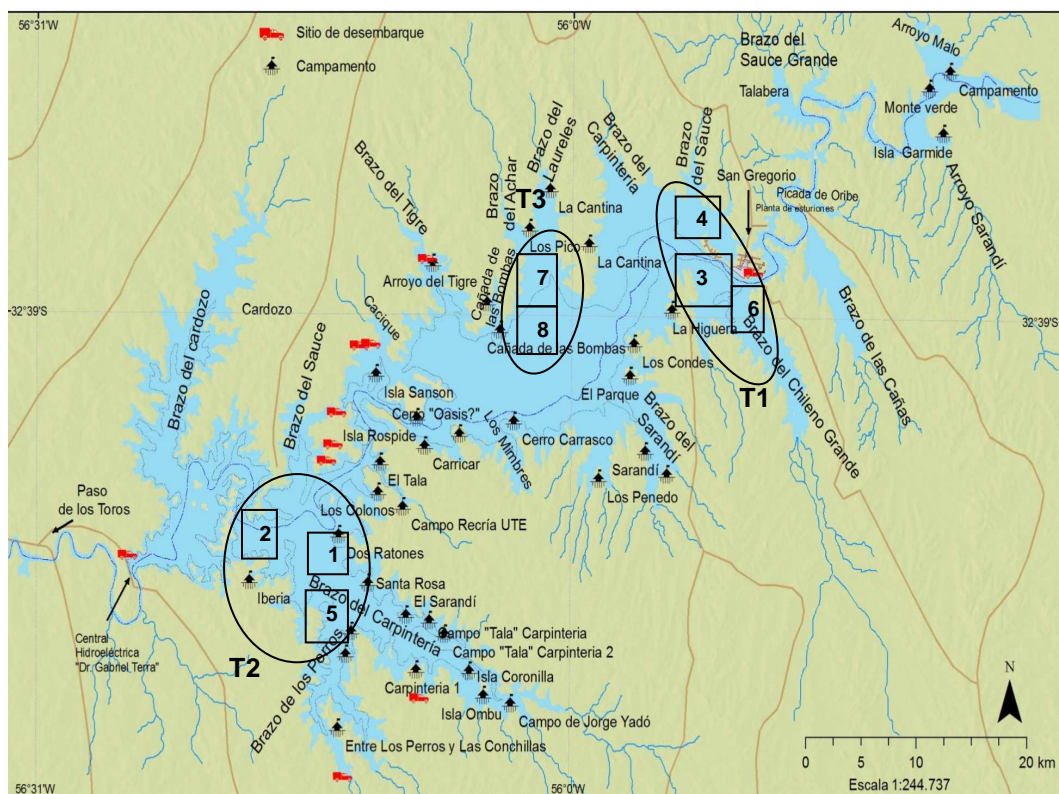 56°31W
56°0W
Sitio de desembarque
Campamento
Brazo del
Sauce Grande
Talabera
Arroyo Malo
Campamento
Monte verde
Isla Garmide
Arroyo Sarandí
Brazo del Tigre
Brazo
del Achar
Brazo del
Laureles
Brazo del
Carpintería
Brazo
del Sauce
San Gregorio
Picada de Oribe
Planta de esturiones
T3
La Cantina
Los Pico
La Cantina
4
7
3
6
8
Arroyo del Tigre
Cañada de
las Bombas
Cardozo
Cacique
32°39S
32°39S
La Higuera
Cañada de las Bombas
Los Condes
T1
Brazo del cardozo
Brazo del Sauce
Isla Sanson
El Parque
Brazo del Chileno Grande
Brazo de las Cañas
Cerro "Oasis?"
Isla Rospide
Carricar
Los Mimbres
Cerro Carrasco
Brazo del
Sarandí
Sarandí
Los Penedo
El Tala
Los Colonos
Campo Recría UTE
Paso
de los Toros
2
1
Dos Ratones
Iberia
5
Santa Rosa
Brazo del Carpintería
El Sarandí
Campo "Tala" Carpinteria
Campo "Tala" Carpinteria 2
Central
Hidroeléctrica
"Dr. Gabriel Terra"
T2
Brazo de los Perros
Isla Coronilla
Carpinteria 1
Isla Ombu
Campo de Jorge Yadó
Entre Los Perros y Las Conchillas
N
0 5 10 20 km
Escala 1:244.737
56°31W
56°0W